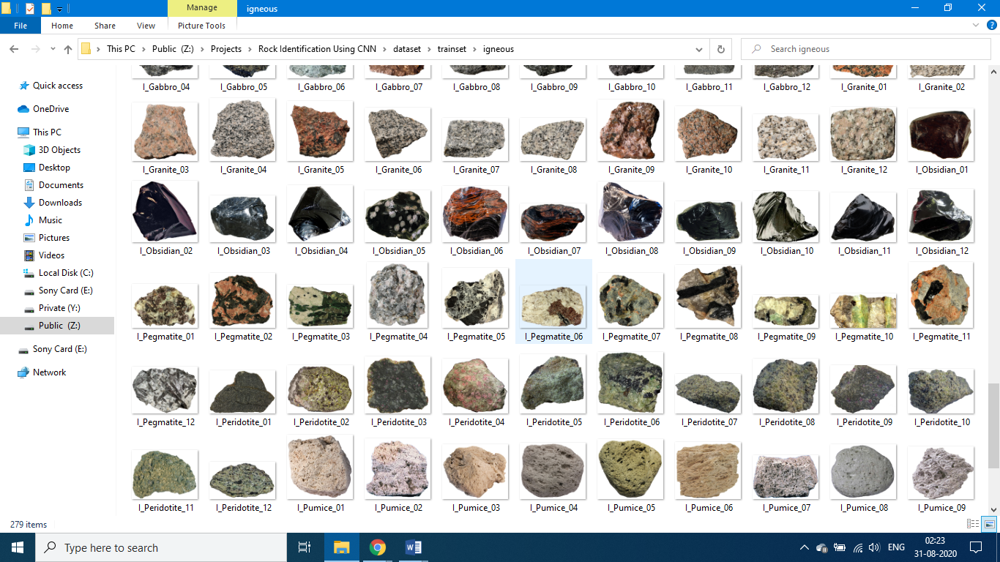 Manage
igneous
File
Home
Share
View
Picture Tools
This PC
Public (Z:)
Projects
Rock Identification Using CNN
dataset
trainset
igneous
Search igneous
Quick access
OneDrive
This PC
3D Objects
Desktop
Documents
Downloads
Music
Pictures
Videos
Local Disk (C:)
Sony Card (E:)
Private (Y:)
Public (Z:)
Sony Card (E:)
Network
I_Gabbro_04 I_Gabbro_05 I_Gabbro_06 I_Gabbro_07 I_Gabbro_08 I_Gabbro_09 I_Gabbro_10 I_Gabbro_11 I_Gabbro_12 I_Granite_01 I_Granite_02
I_Granite_03 I_Granite_04 I_Granite_05 I_Granite_06 I_Granite_07 I_Granite_08 I_Granite_09 I_Granite_10 I_Granite_11 I_Granite_12 I_Obsidian_01
I_Obsidian_02 I_Obsidian_03 I_Obsidian_04 I_Obsidian_05 I_Obsidian_06 I_Obsidian_07 I_Obsidian_08 I_Obsidian_09 I_Obsidian_10 I_Obsidian_11 I_Obsidian_12
I_Pegmatite_01 I_Pegmatite_02 I_Pegmatite_03 I_Pegmatite_04 I_Pegmatite_05 I_Pegmatite_06 I_Pegmatite_07 I_Pegmatite_08 I_Pegmatite_09 I_Pegmatite_10 I_Pegmatite_11
I_Pegmatite_12 I_Peridotite_01 I_Peridotite_02 I_Peridotite_03 I_Peridotite_04 I_Peridotite_05 I_Peridotite_06 I_Peridotite_07 I_Peridotite_08 I_Peridotite_09 I_Peridotite_10
I_Peridotite_11 I_Peridotite_12 I_Pumice_01 I_Pumice_02 I_Pumice_03 I_Pumice_04 I_Pumice_05 I_Pumice_06 I_Pumice_07 I_Pumice_08 I_Pumice_09
279 items
Type here to search
ENG
02:23
31-08-2020